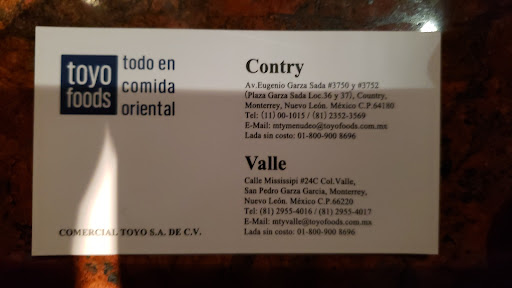 toyo
foods
todo en
comida
oriental
COMERCIAL TOYO S.A. DE C.V.
Contry
Av.Eugenio Garza Sada #3750 y #3752
(Plaza Garza Sada Loc.36 y 37), Country,
Monterrey, Nuevo León. México C.P.64180
Tel: (11) 00-1015 / (81) 2352-3569
E-Mail: mtymenudeo@toyofoods.com.mx
Lada sin costo: 01-800-900 8696
Valle
Calle Mississipi #24C Col.Valle,
San Pedro Garza Garcia, Monterrey,
Nuevo León. México C.P.66220
Tel: (81) 2955-4016 / (81) 2955-4017
E-Mail: mtyvalle@toyofoods.com.mx
Lada sin costo: 01-800-900 8696